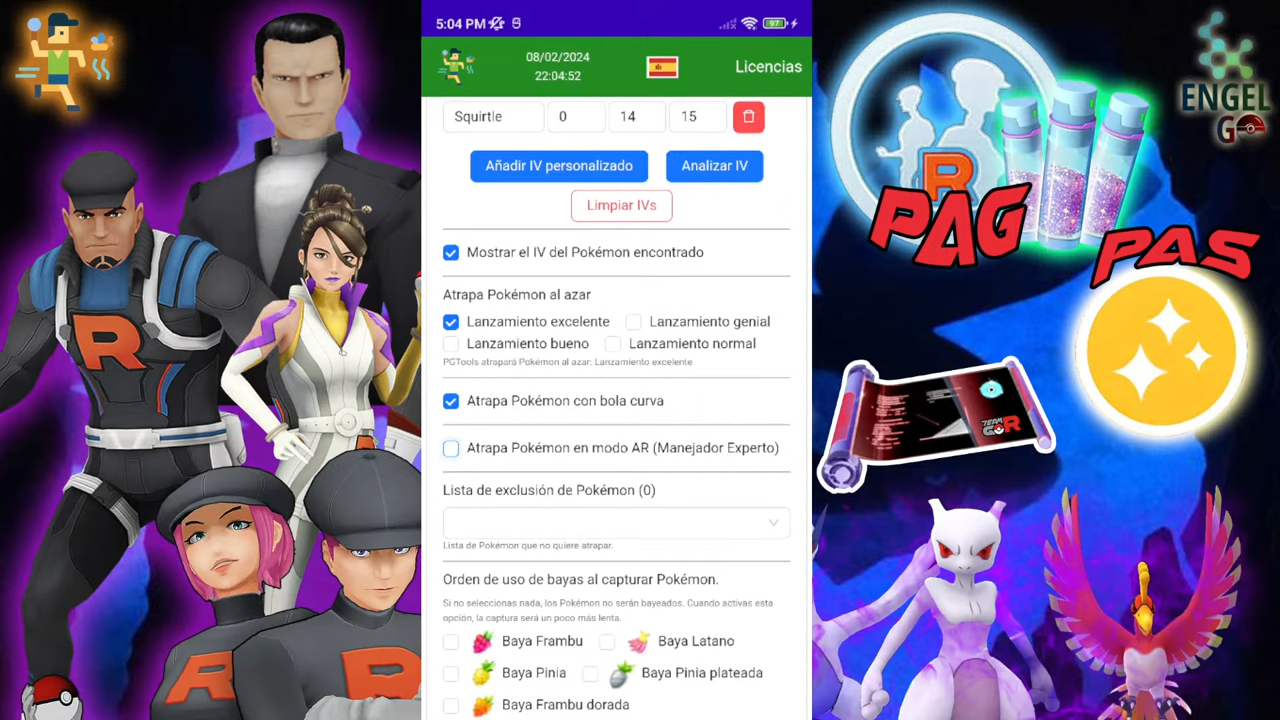 5:04 PM
97
08/02/2024
22:04:52
Licencias
Squirtle 0 14 15
Añadir IV personalizado Analizar IV
Limpiar IVs
Mostrar el IV del Pokémon encontrado
Atrapa Pokémon al azar
Lanzamiento excelente Lanzamiento genial
Lanzamiento bueno Lanzamiento normal
PGTools atrapará Pokémon al azar: Lanzamiento excelente
Atrapa Pokémon con bola curva
Atrapa Pokémon en modo AR (Manejador Experto)
Lista de exclusión de Pokémon (0)
Lista de Pokémon que no quiere atrapar.
Orden de uso de bayas al capturar Pokémon.
Si no seleccionas nada, los Pokémon no serán bayeados. Cuando activas esta
opción, la captura será un poco más lenta.
Baya Frambu Baya Latano
Baya Pinia Baya Pinia plateada
Baya Frambu dorada
R
R
R
ENGEL
GO
R
PAG
PAS
TEAM
GO R